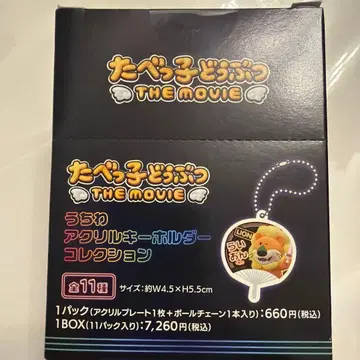 たべっ子どうぶつ
THE MOVIE
たべっ子どうぶつ
THE MOVIE
うちわ
アクリルキーホルダー
コレクション
全11種
サイズ:約W4.5×H5.5cm
LION
らいおん
1パック(アクリルプレート1枚+ボールチェーン1本入り):660円(税込)
1BOX(11パック入り):7,260円(税込)